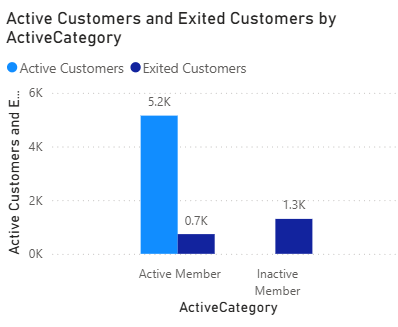 Active Customers and Exited Customers by
ActiveCategory
Active Customers Exited Customers
Active Customers and E...
6K
4K
2K
0K
5.2K
0.7K
1.3K
Active Member
Inactive
Member
ActiveCategory